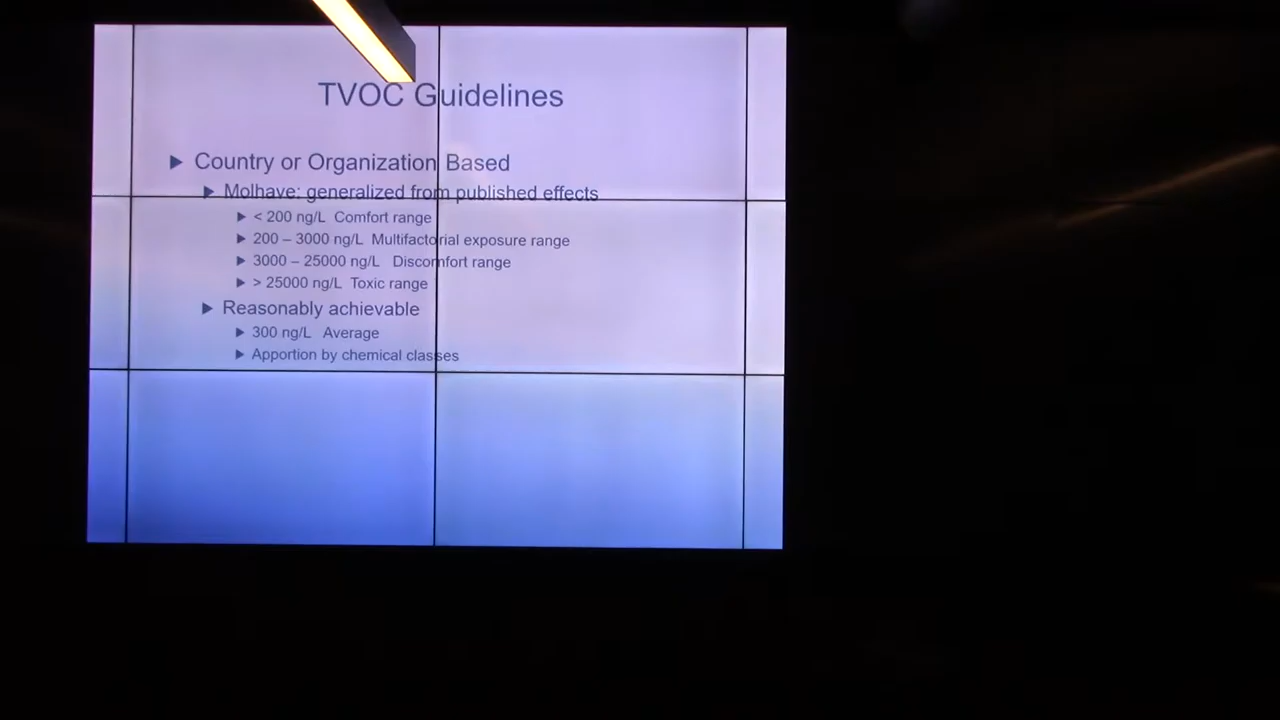 TVOC Guidelines
Country or Organization Based
Molhave: generalized from published effects
< 200 ng/L Comfort range
200 – 3000 ng/L Multifactorial exposure range
3000 – 25000 ng/L Discomfort range
> 25000 ng/L Toxic range
Reasonably achievable
300 ng/L Average
Apportion by chemical classes